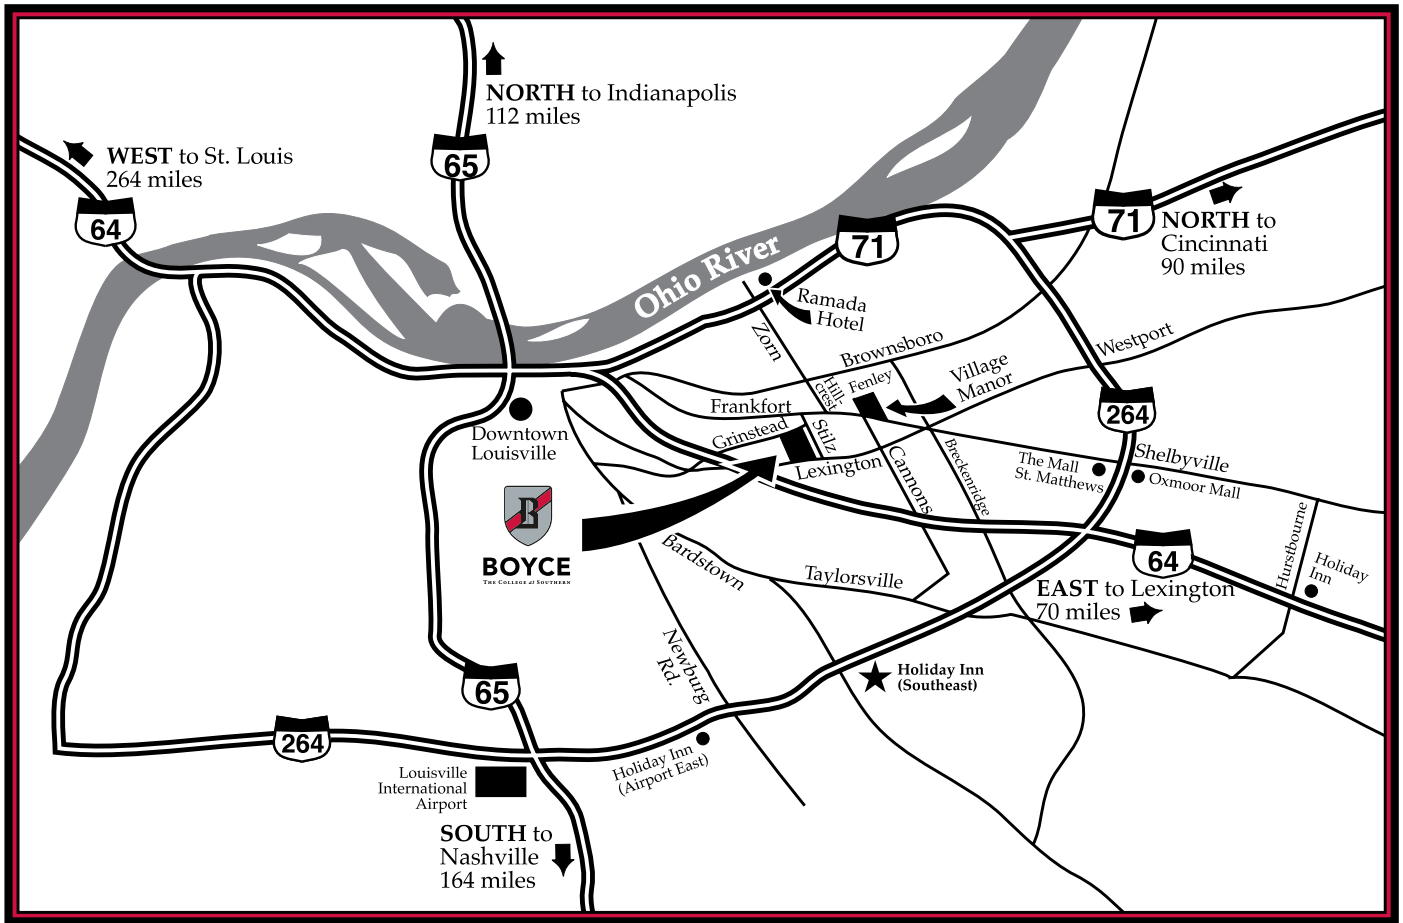 NORTH to Indianapolis
112 miles
WEST to St. Louis
264 miles
65
64
71
71
NORTH to
Cincinnati
90 miles
Ohio River
Ramada
Hotel
Zorn
Brownsboro
Westport
Village
Manor
Fenley
Hill-
crest
Frankfort
Grinstead
Stilz
Lexington
Cannons
Breckenridge
264
Downtown
Louisville
The Mall
St. Matthews
Shelbyville
Oxmoor Mall
B
BOYCE
The College at Southern
Bardstown
Taylorsville
64
Hurstbourne
Holiday
Inn
EAST to Lexington
70 miles
Newburg
Rd.
Holiday Inn
(Southeast)
65
264
Holiday Inn
(Airport East)
Louisville
International
Airport
SOUTH to
Nashville
164 miles